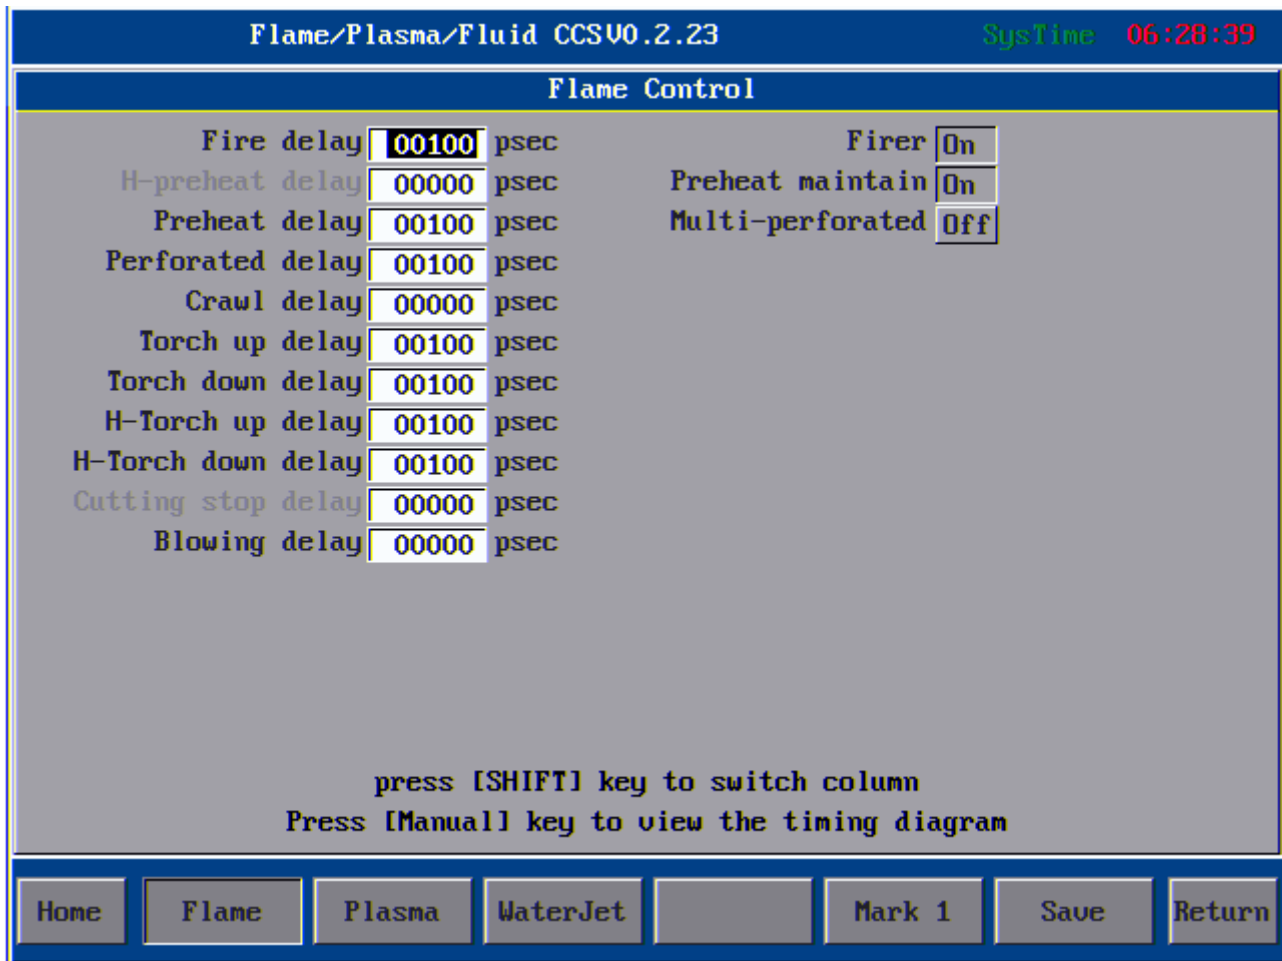 Flame/Plasma/Fluid CCSV0.2.23 SysTime 06:28:39
Flame Control
Fire delay 00100 psec Firer On
H-preheat delay 00000 psec Preheat maintain On
Preheat delay 00100 psec Multi-perforated Off
Perforated delay 00100 psec
Crawl delay 00000 psec
Torch up delay 00100 psec
Torch down delay 00100 psec
H-Torch up delay 00100 psec
H-Torch down delay 00100 psec
Cutting stop delay 00000 psec
Blowing delay 00000 psec
press [SHIFT] key to switch column
Press [Manual] key to view the timing diagram
Home Flame Plasma WaterJet Mark 1 Save Return